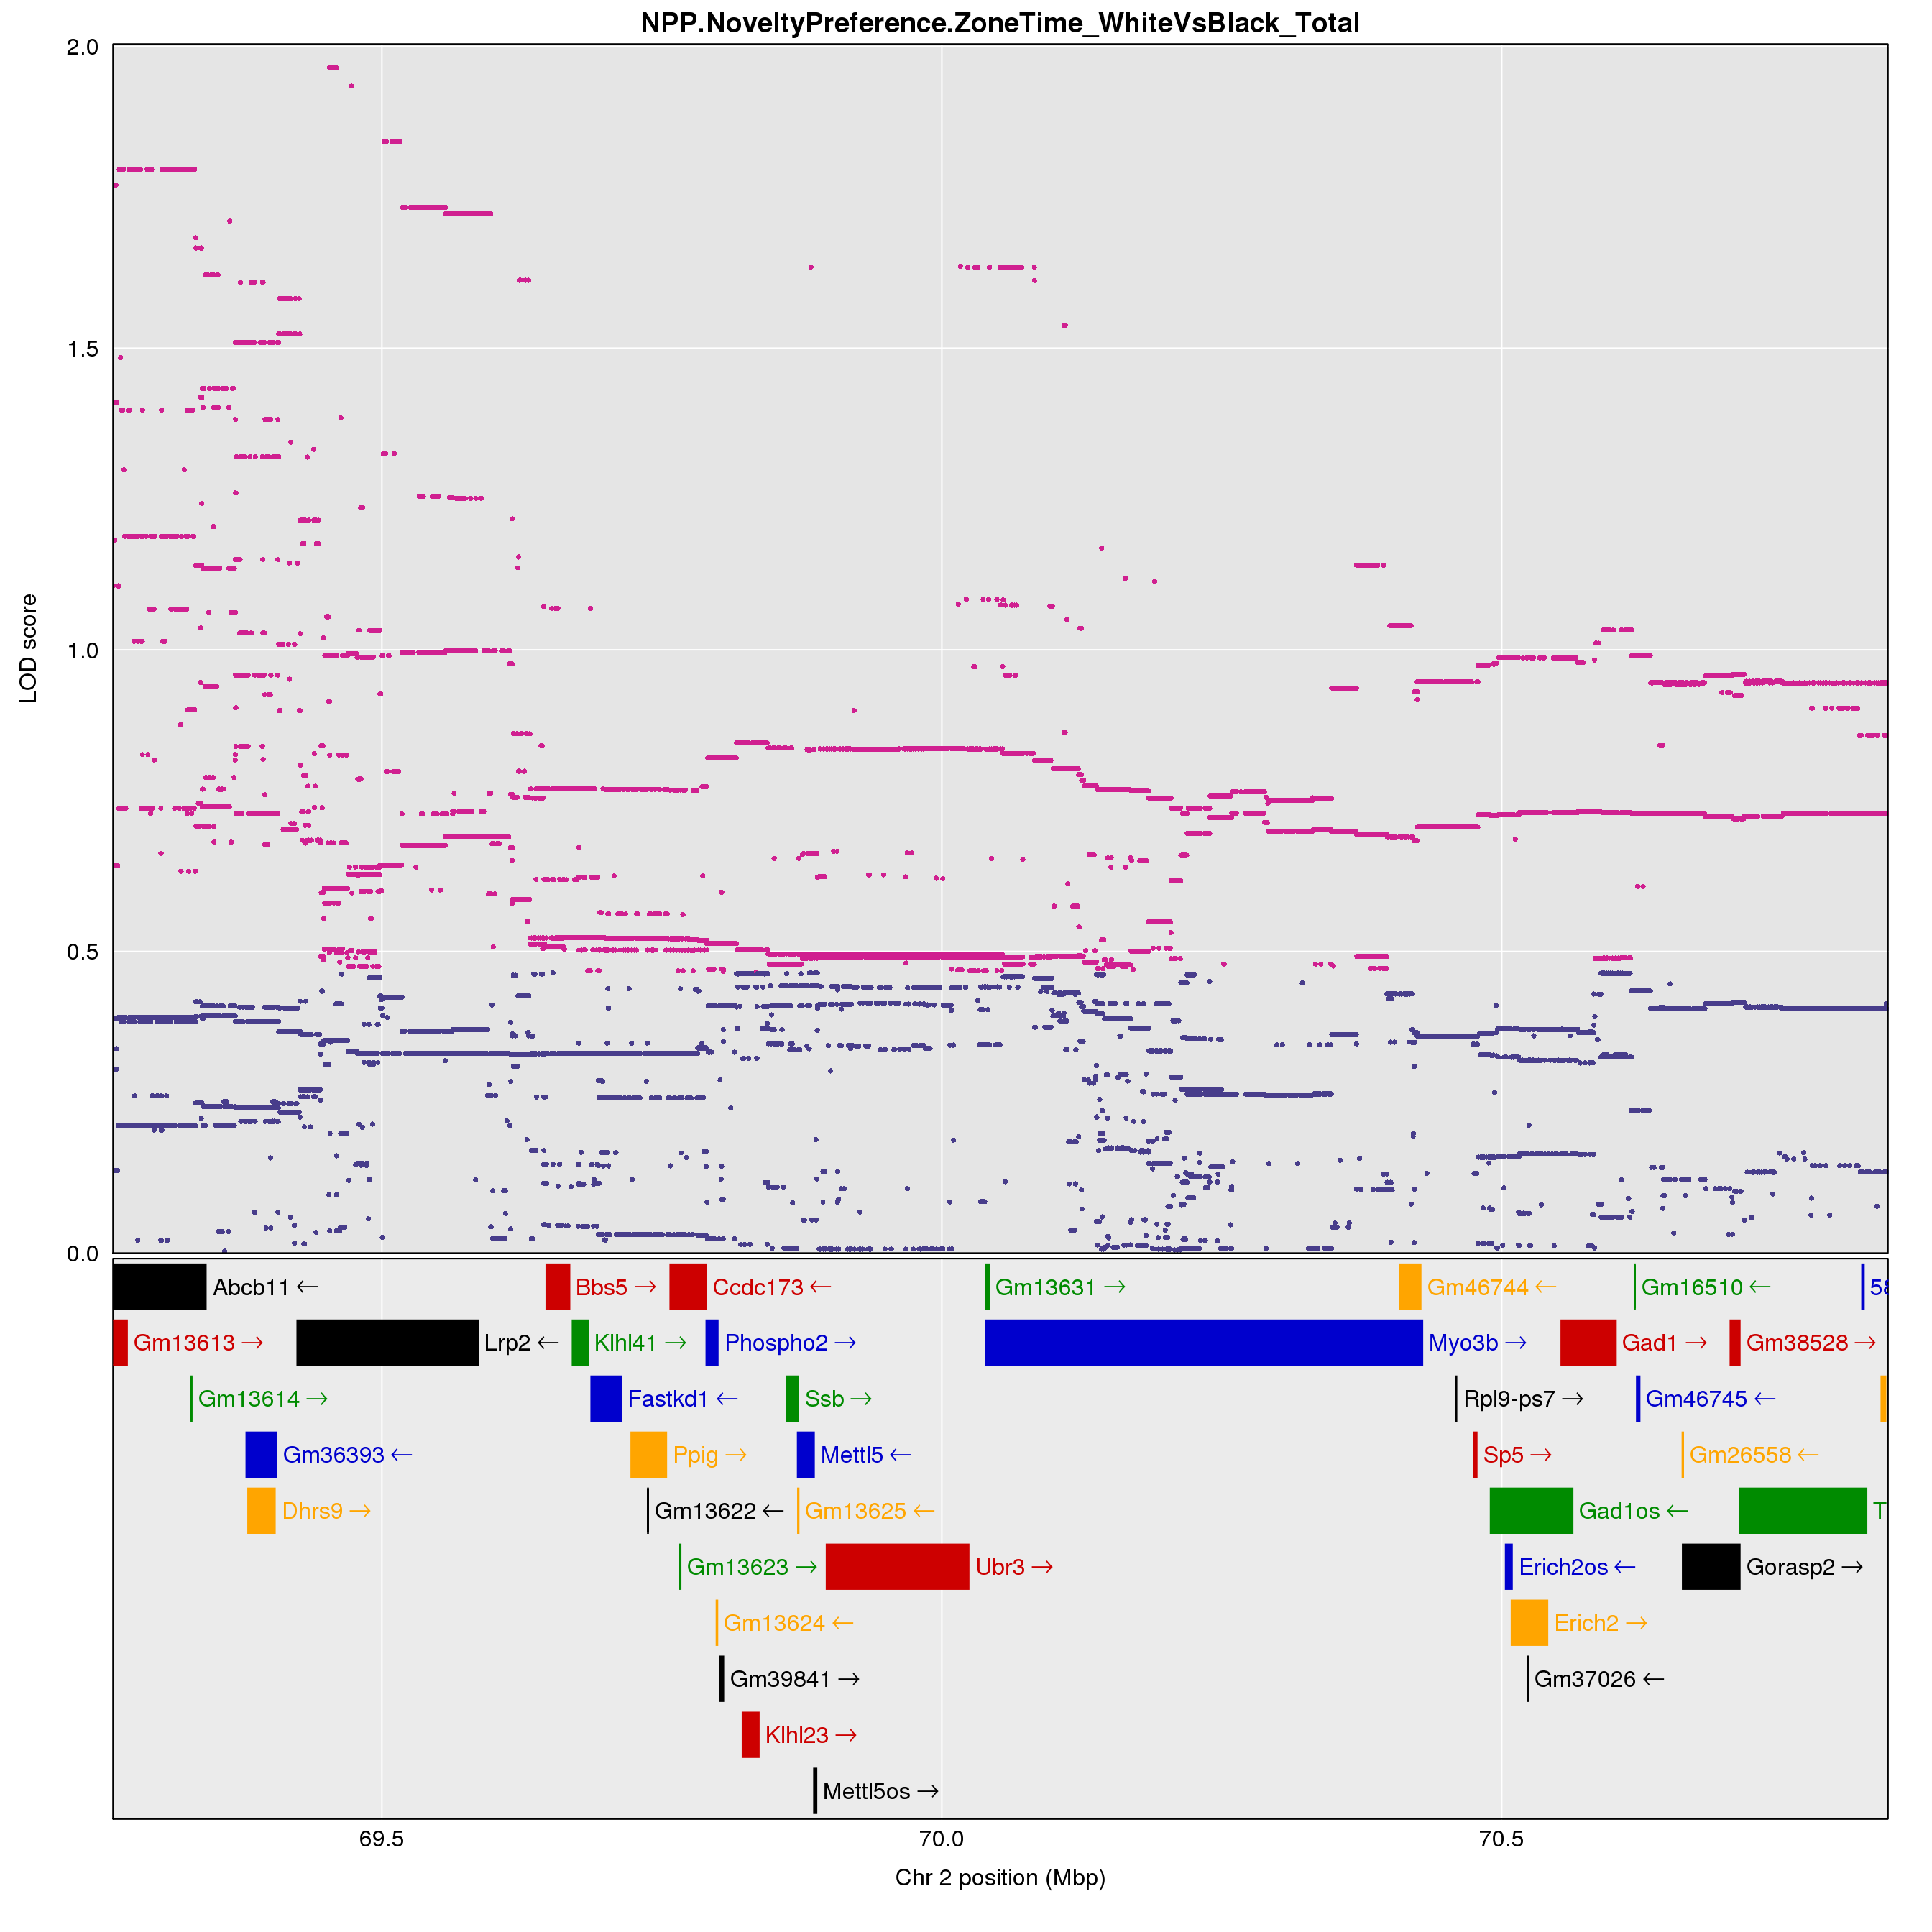 NPP.NoveltyPreference.ZoneTime_WhiteVsBlack_Total
2.0
1.5
1.0
0.5
0.0
LOD score
Abcb11 ← Bbs5 → Ccdc173 ← Gm13631 → Gm46744 ← Gm16510 ← 58
Gm13613 → Lrp2 ← Klhl41 → Phospho2 → Myo3b → Gad1 → Gm38528 →
Gm13614 → Fastkd1 ← Ssb → Rpl9-ps7 → Gm46745 ←
Gm36393 ← Ppig → Mettl5 ← Sp5 → Gm26558 ←
Dhrs9 → Gm13622 ← Gm13625 ← Gad1os ← T
Gm13623 → Ubr3 → Erich2os ← Gorasp2 →
Gm13624 ← Erich2 →
Gm39841 → Gm37026 ←
Klhl23 →
Mettl5os →
69.5 70.0 70.5
Chr 2 position (Mbp)